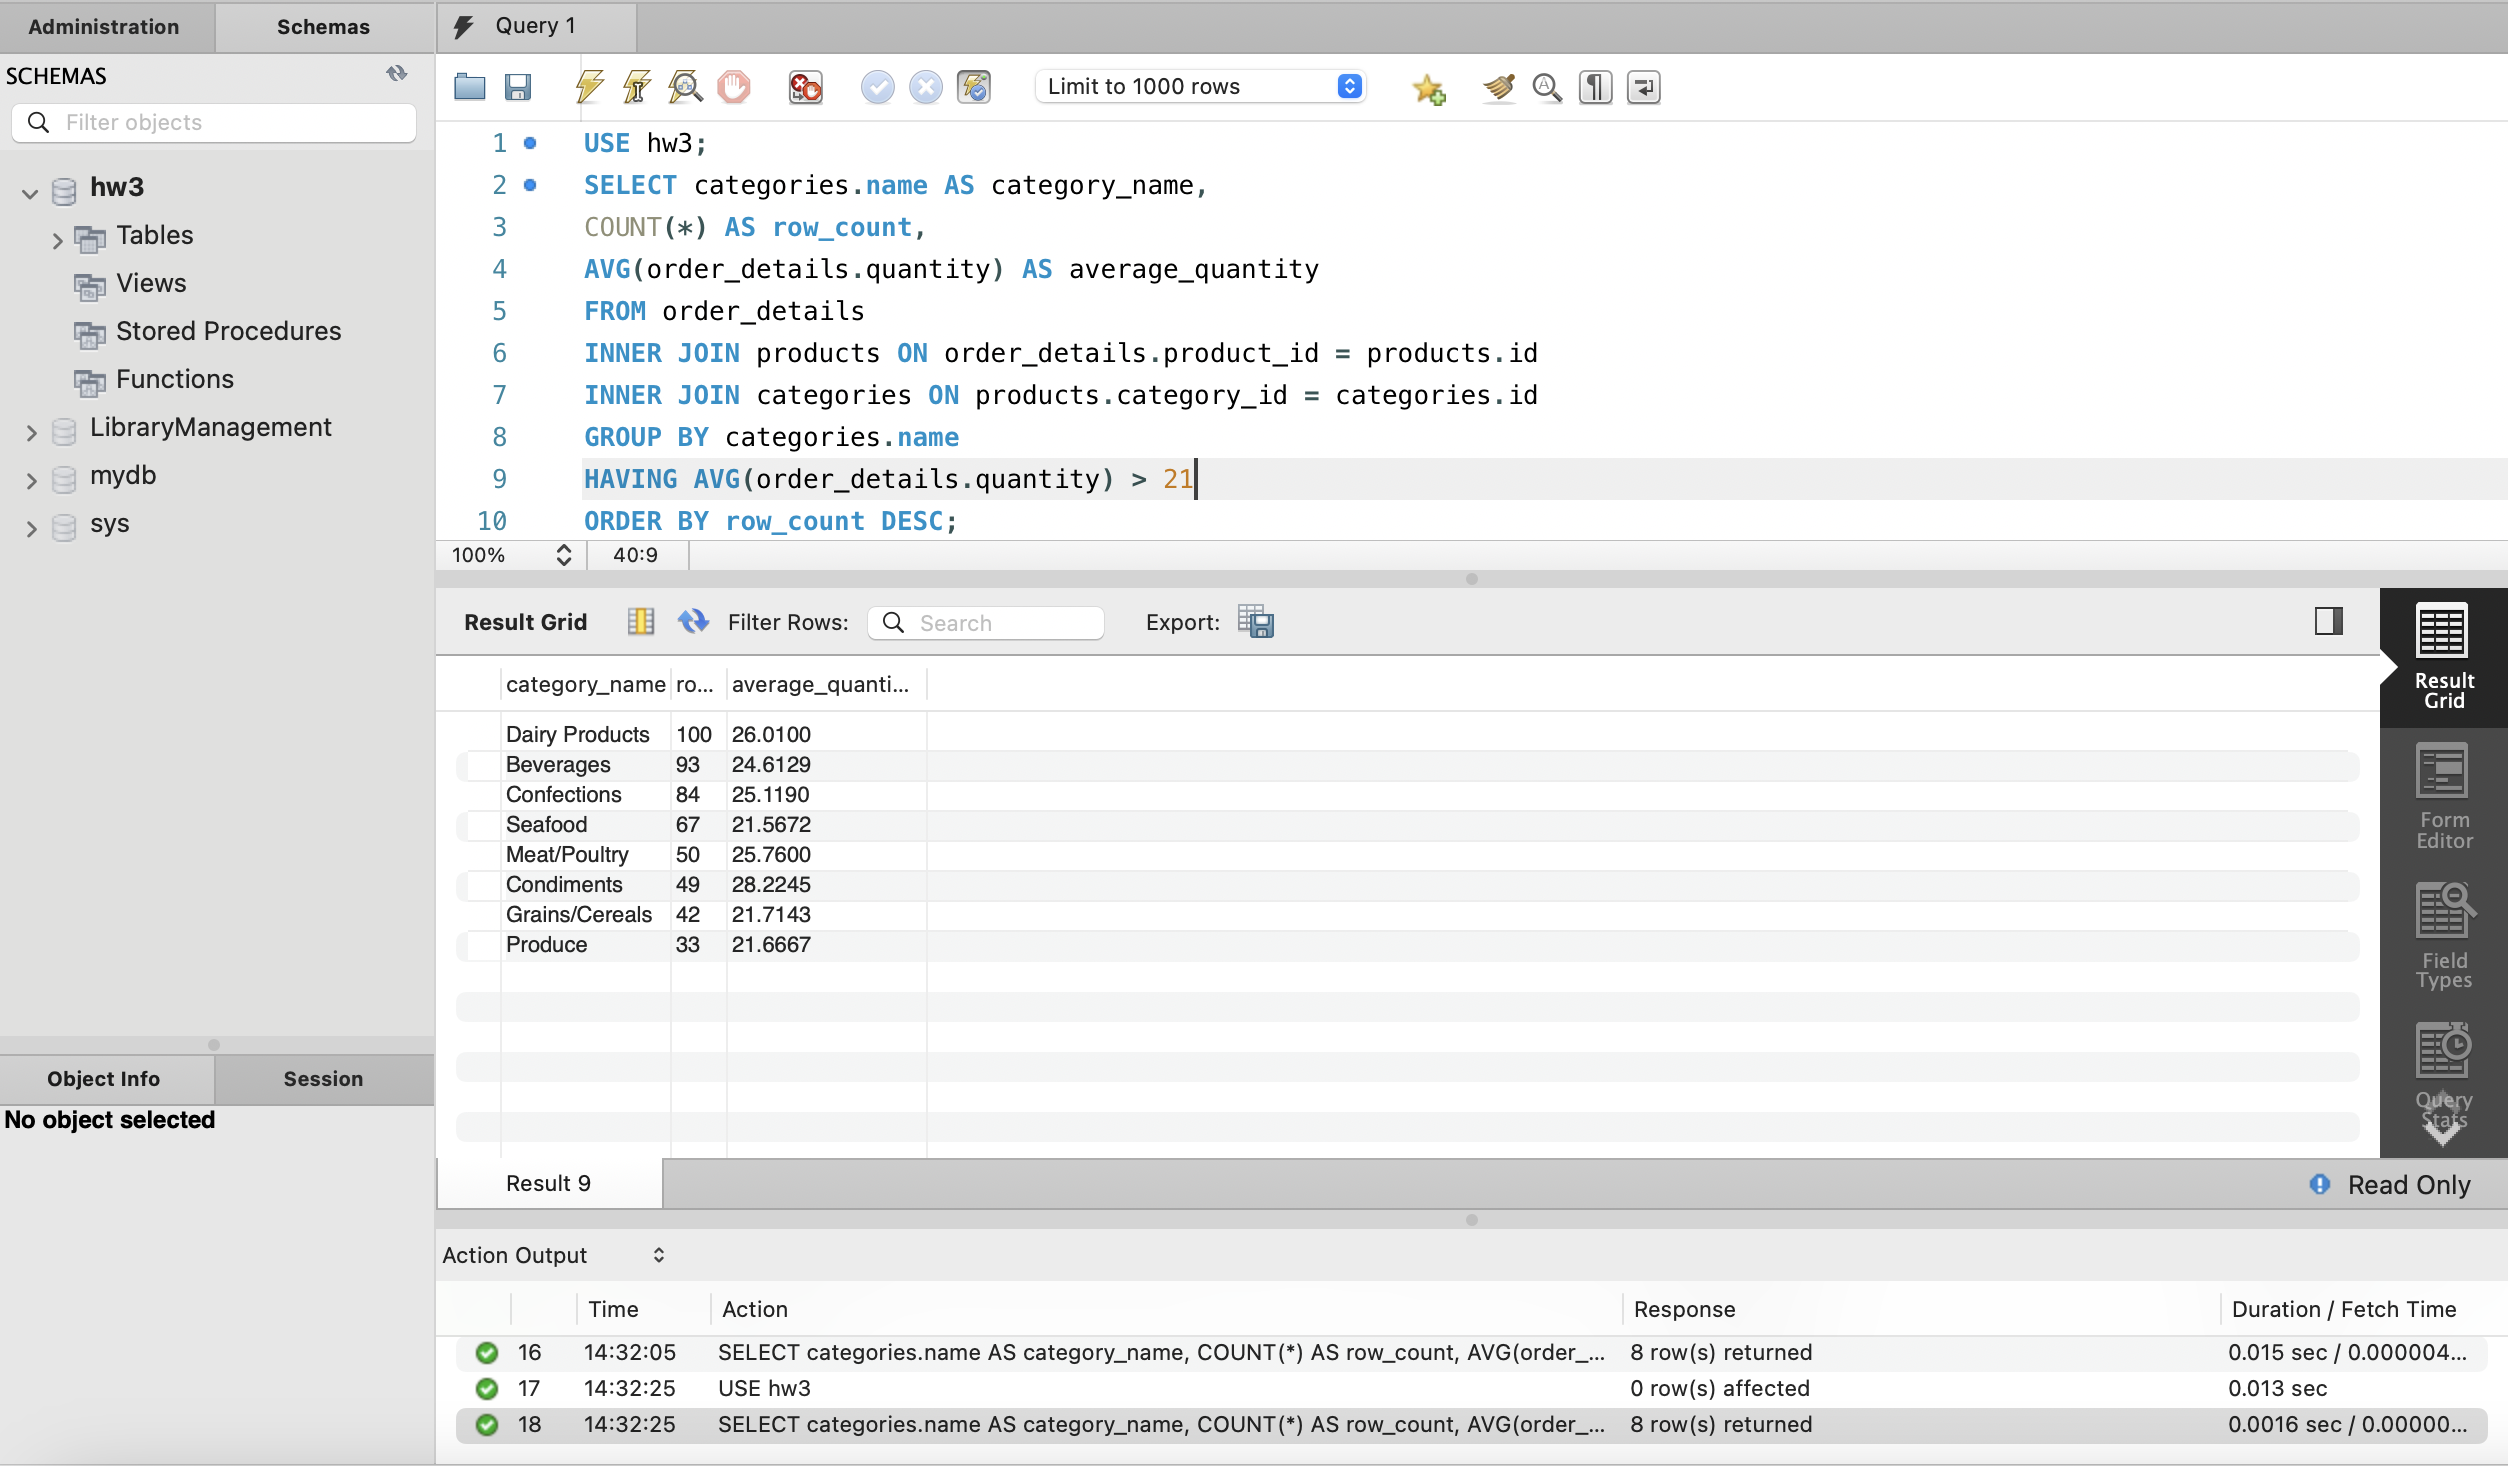 Administration
Schemas
SCHEMAS
Filter objects
hw3
Tables
Views
Stored Procedures
Functions
LibraryManagement
mydb
sys
Object Info
Session
No object selected
Query 1
Limit to 1000 rows
1 USE hw3;
2 SELECT categories.name AS category_name,
3 COUNT(*) AS row_count,
4 AVG(order_details.quantity) AS average_quantity
5 FROM order_details
6 INNER JOIN products ON order_details.product_id = products.id
7 INNER JOIN categories ON products.category_id = categories.id
8 GROUP BY categories.name
9 HAVING AVG(order_details.quantity) > 21
10 ORDER BY row_count DESC;
100% 40:9
Result Grid Filter Rows: Search Export:
category_name ro... average_quanti...
Dairy Products 100 26.0100
Beverages 93 24.6129
Confections 84 25.1190
Seafood 67 21.5672
Meat/Poultry 50 25.7600
Condiments 49 28.2245
Grains/Cereals 42 21.7143
Produce 33 21.6667
Result
Grid
Form
Editor
Field
Types
Query
Stats
Result 9
Read Only
Action Output
Time Action Response Duration / Fetch Time
16 14:32:05 SELECT categories.name AS category_name, COUNT(*) AS row_count, AVG(order_... 8 row(s) returned 0.015 sec / 0.000004...
17 14:32:25 USE hw3 0 row(s) affected 0.013 sec
18 14:32:25 SELECT categories.name AS category_name, COUNT(*) AS row_count, AVG(order_... 8 row(s) returned 0.0016 sec / 0.00000...